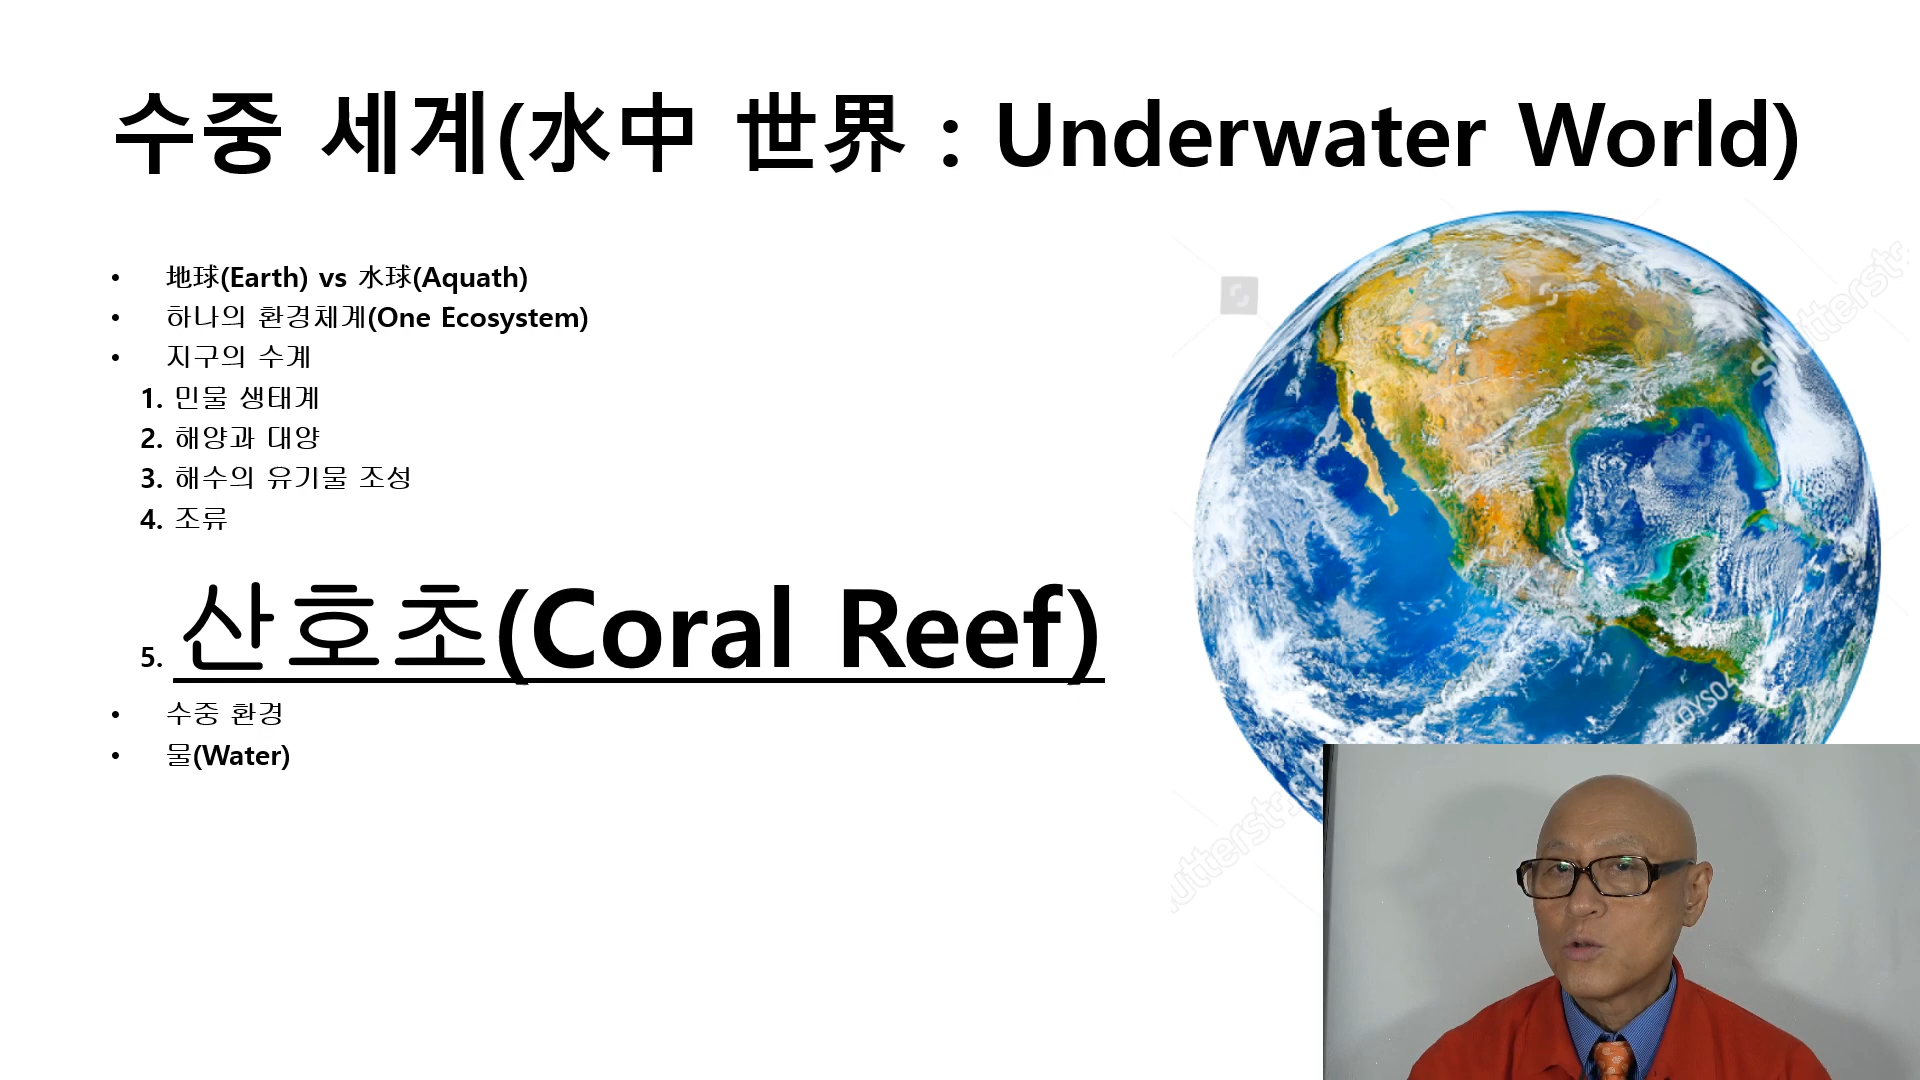 수중 세계(水中 世界 : Underwater World)
• 地球(Earth) vs 水球(Aquath)
• 하나의 환경체계(One Ecosystem)
• 지구의 수계
1. 민물 생태계
2. 해양과 대양
3. 해수의 유기물 조성
4. 조류
5. 산호초(Coral Reef)
• 수중 환경
• 물(Water)